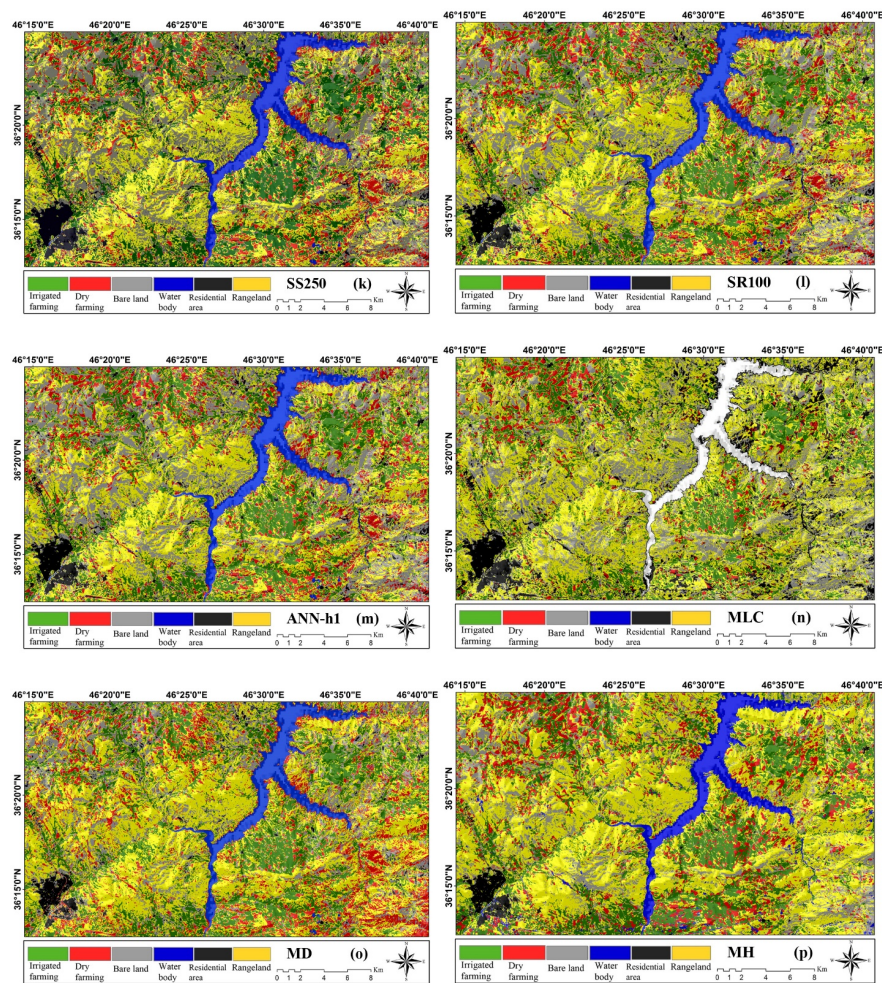 46°15'0"E 46°20'0"E 46°25'0"E 46°30'0"E 46°35'0"E 46°40'0"E
36°20'0"N
36°15'0"N
SS250 (k)
Irrigated farming Dry farming Bare land Water body Residential area Rangeland
0 1 2 4 6 8 Km
46°15'0"E 46°20'0"E 46°25'0"E 46°30'0"E 46°35'0"E 46°40'0"E
36°20'0"N
36°15'0"N
SR100 (l)
Irrigated farming Dry farming Bare land Water body Residential area Rangeland
0 1 2 4 6 8 Km
46°15'0"E 46°20'0"E 46°25'0"E 46°30'0"E 46°35'0"E 46°40'0"E
36°20'0"N
36°15'0"N
ANN-h1 (m)
Irrigated farming Dry farming Bare land Water body Residential area Rangeland
0 1 2 4 6 8 Km
46°15'0"E 46°20'0"E 46°25'0"E 46°30'0"E 46°35'0"E 46°40'0"E
36°20'0"N
36°15'0"N
MLC (n)
Irrigated farming Dry farming Bare land Water body Residential area Rangeland
0 1 2 4 6 8 Km
46°15'0"E 46°20'0"E 46°25'0"E 46°30'0"E 46°35'0"E 46°40'0"E
36°20'0"N
36°15'0"N
MD (o)
Irrigated farming Dry farming Bare land Water body Residential area Rangeland
0 1 2 4 6 8 Km
46°15'0"E 46°20'0"E 46°25'0"E 46°30'0"E 46°35'0"E 46°40'0"E
36°20'0"N
36°15'0"N
MH (p)
Irrigated farming Dry farming Bare land Water body Residential area Rangeland
0 1 2 4 6 8 Km